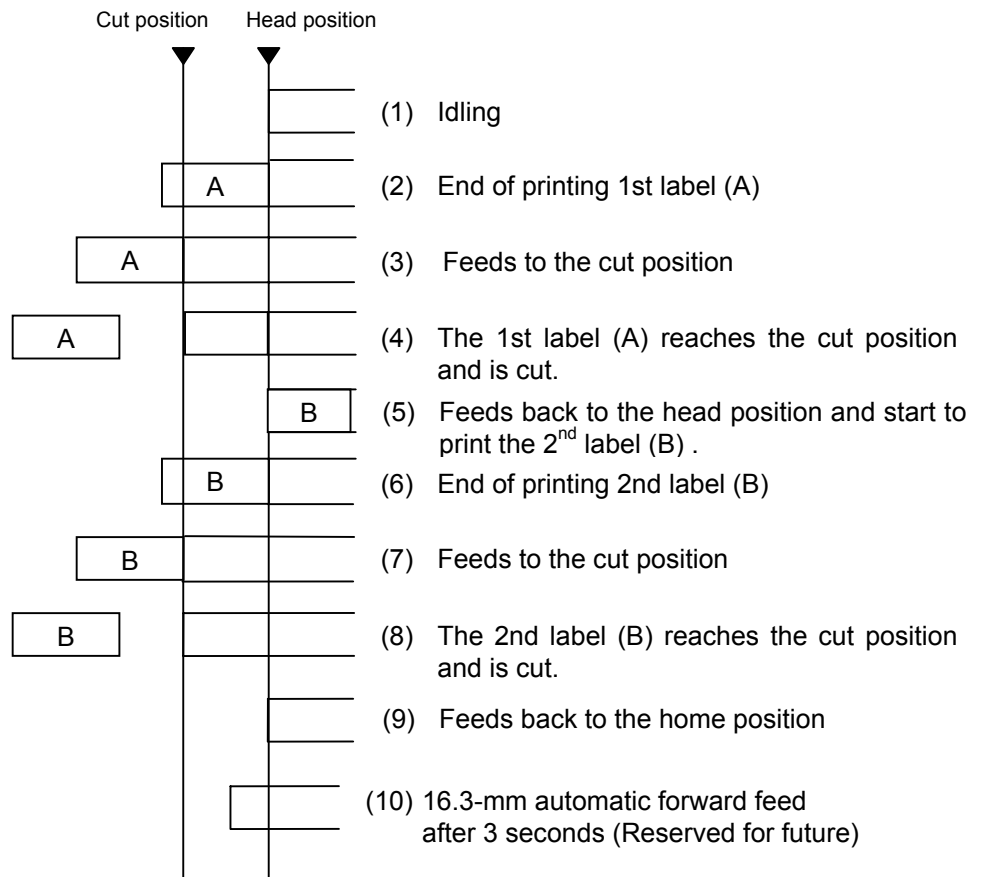 Cut position Head position
(1) Idling
A (2) End of printing 1st label (A)
A (3) Feeds to the cut position
A (4) The 1st label (A) reaches the cut position
and is cut.
B (5) Feeds back to the head position and start to
print the 2nd label (B) .
B (6) End of printing 2nd label (B)
B (7) Feeds to the cut position
B (8) The 2nd label (B) reaches the cut position
and is cut.
(9) Feeds back to the home position
(10) 16.3-mm automatic forward feed
after 3 seconds (Reserved for future)